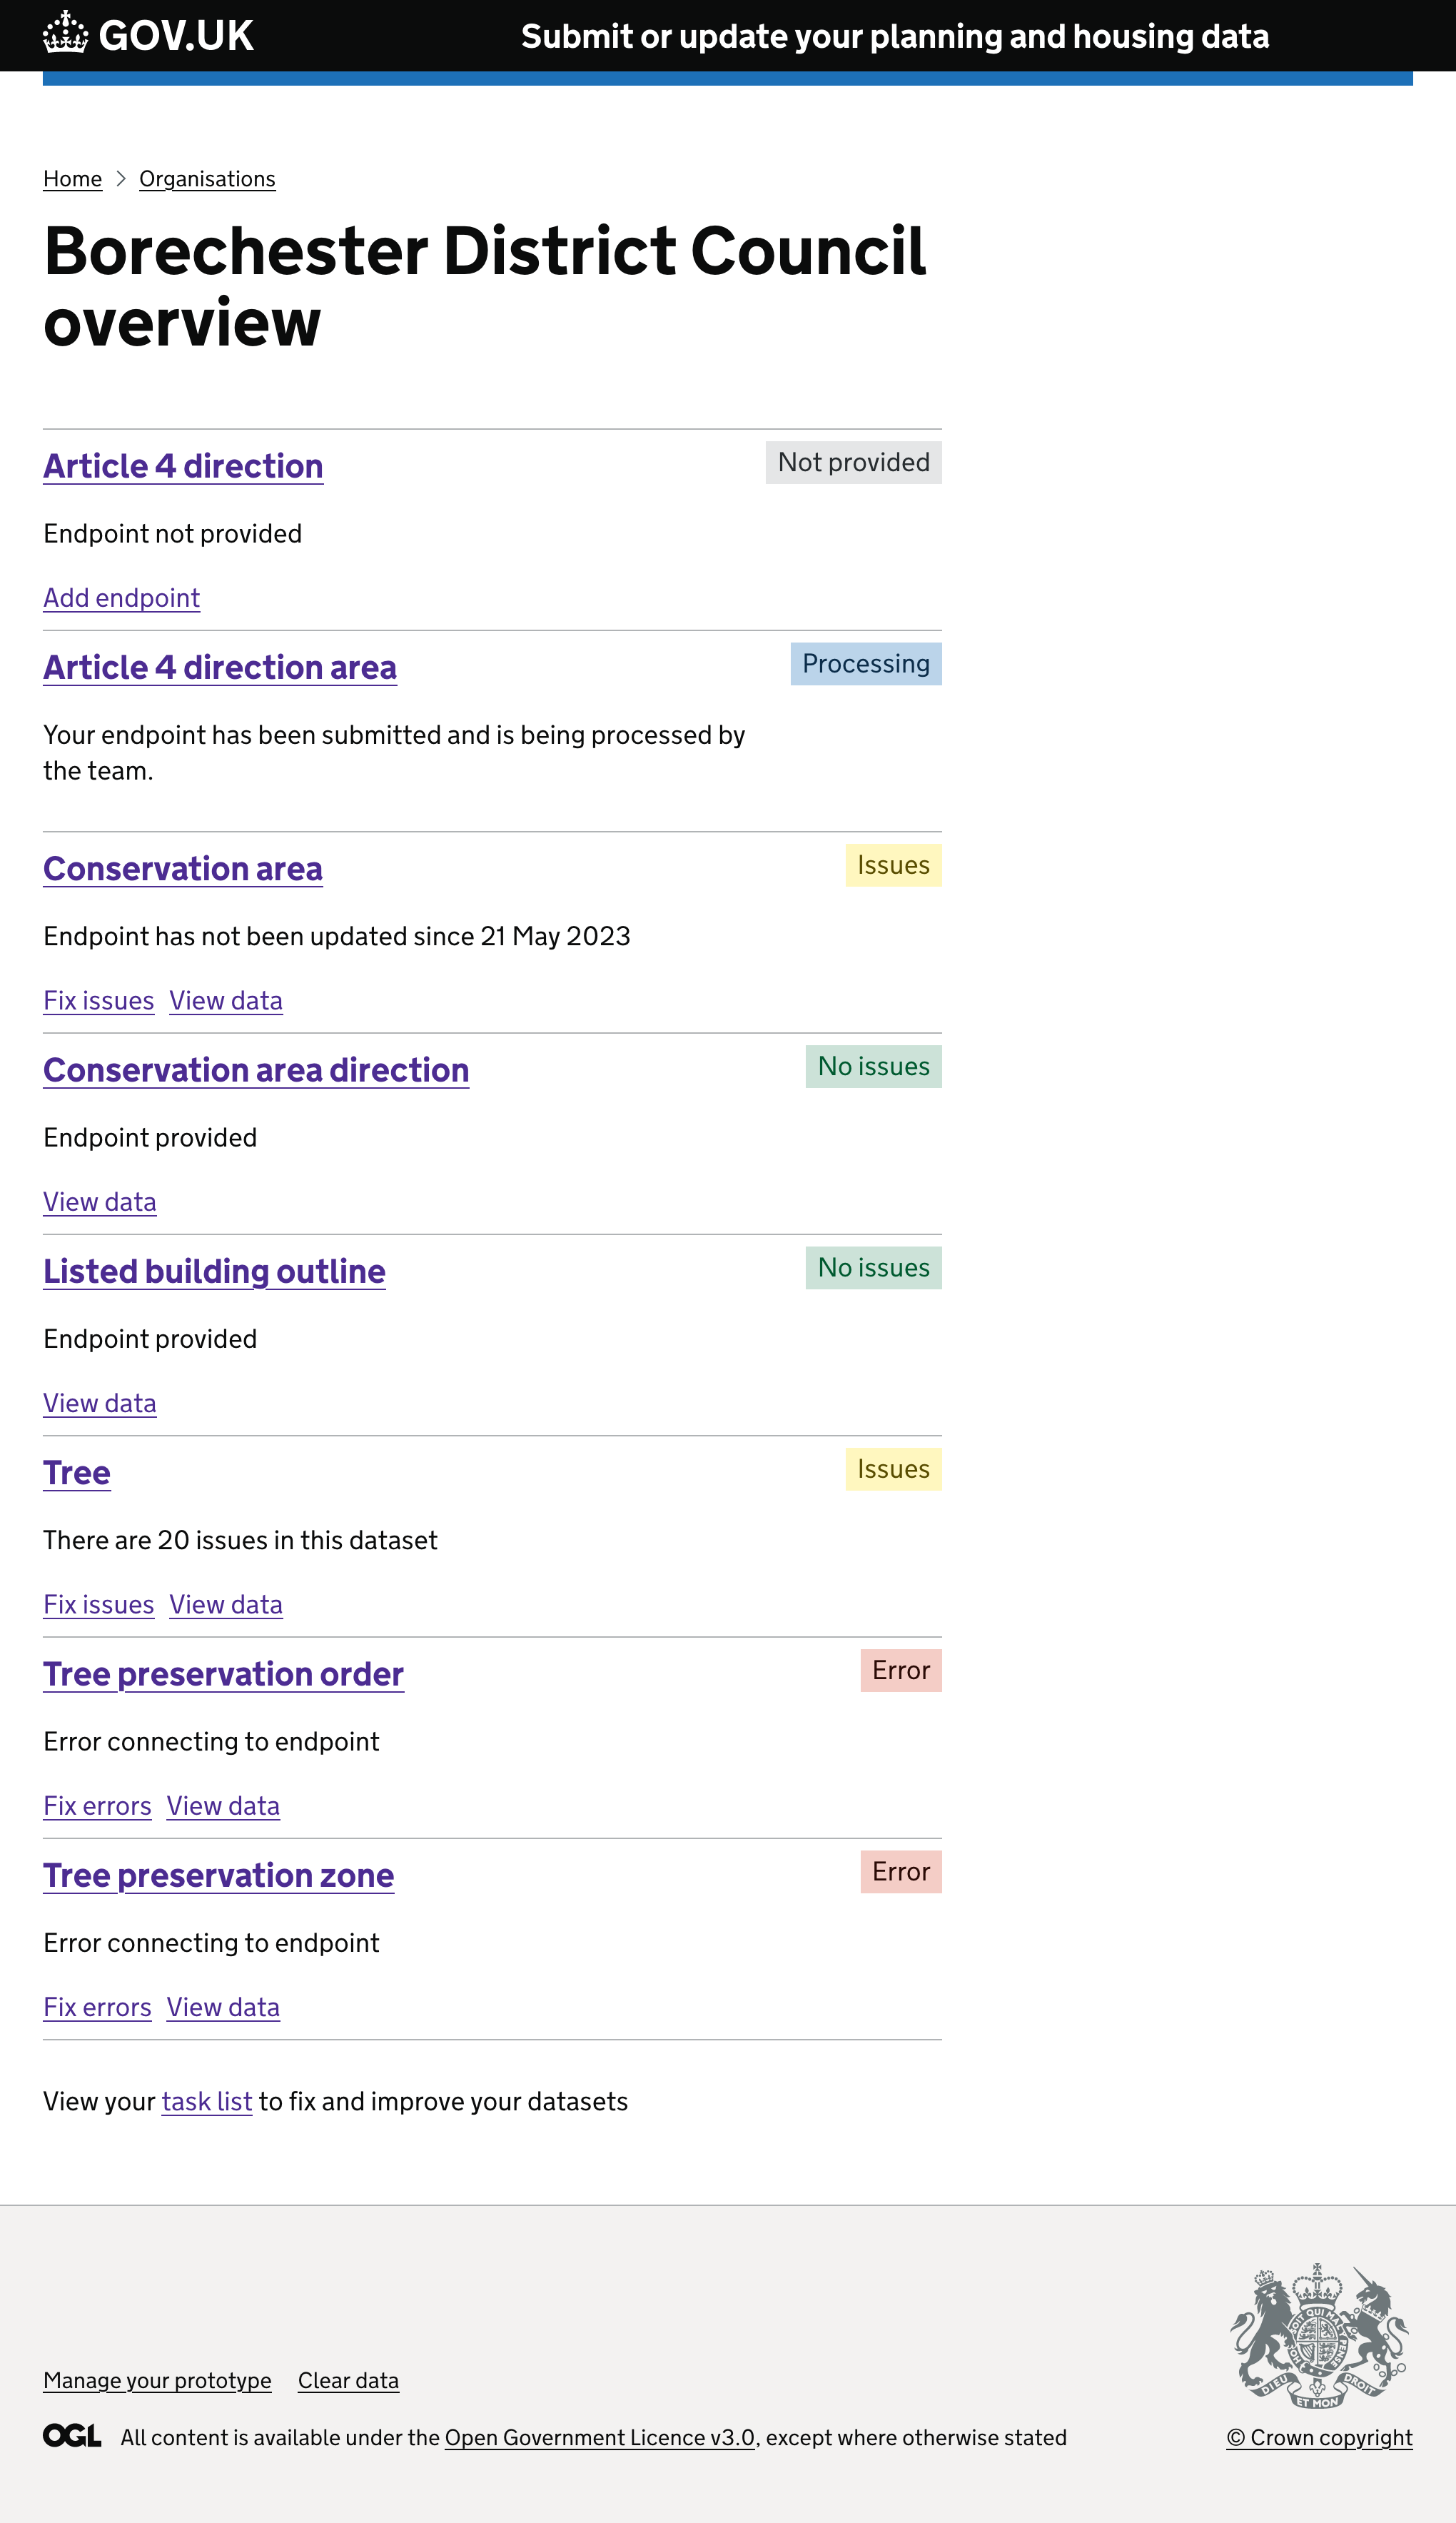 GOV.UK
Submit or update your planning and housing data
Home > Organisations
Borechester District Council
overview
Article 4 direction
Not provided
Endpoint not provided
Add endpoint
Article 4 direction area
Processing
Your endpoint has been submitted and is being processed by
the team.
Conservation area
Issues
Endpoint has not been updated since 21 May 2023
Fix issues View data
Conservation area direction
No issues
Endpoint provided
View data
Listed building outline
No issues
Endpoint provided
View data
Tree
Issues
There are 20 issues in this dataset
Fix issues View data
Tree preservation order
Error
Error connecting to endpoint
Fix errors View data
Tree preservation zone
Error
Error connecting to endpoint
Fix errors View data
View your task list to fix and improve your datasets
DIEU ET MON DROIT
Manage your prototype Clear data
OGL All content is available under the Open Government Licence v3.0, except where otherwise stated
© Crown copyright